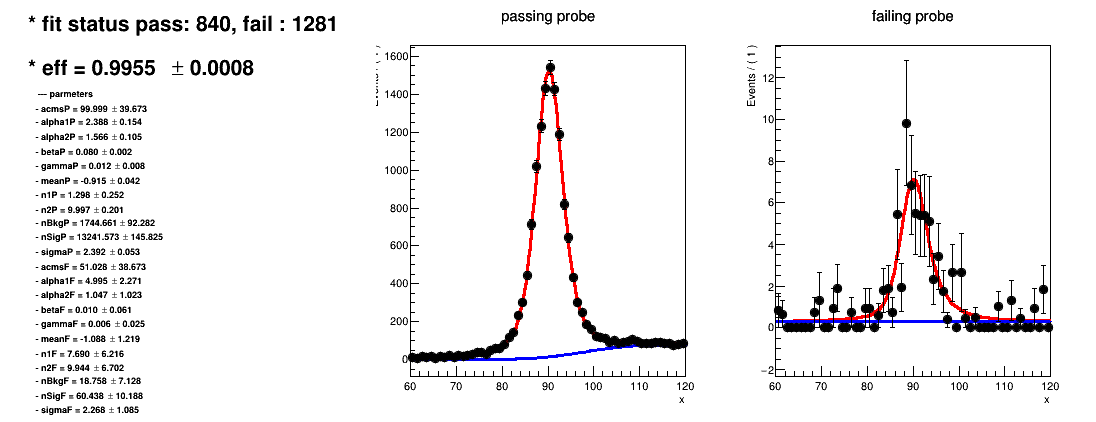 * fit status pass: 840, fail : 1281
* eff = 0.9955 ± 0.0008
--- parmeters
- acmsP = 99.999 ± 39.673
- alpha1P = 2.388 ± 0.154
- alpha2P = 1.566 ± 0.105
- betaP = 0.080 ± 0.002
- gammaP = 0.012 ± 0.008
- meanP = -0.915 ± 0.042
- n1P = 1.298 ± 0.252
- n2P = 9.997 ± 0.201
- nBkgP = 1744.661 ± 92.282
- nSigP = 13241.573 ± 145.825
- sigmaP = 2.392 ± 0.053
- acmsF = 51.028 ± 38.673
- alpha1F = 4.995 ± 2.271
- alpha2F = 1.047 ± 1.023
- betaF = 0.010 ± 0.061
- gammaF = 0.006 ± 0.025
- meanF = -1.088 ± 1.219
- n1F = 7.690 ± 6.216
- n2F = 9.944 ± 6.702
- nBkgF = 18.758 ± 7.128
- nSigF = 60.438 ± 10.188
- sigmaF = 2.268 ± 1.085
passing probe
1600
1400
1200
1000
800
600
400
200
0
60 70 80 90 100 110 120
x
failing probe
Events / ( 1 )
12
10
8
6
4
2
0
−2
60 70 80 90 100 110 120
x